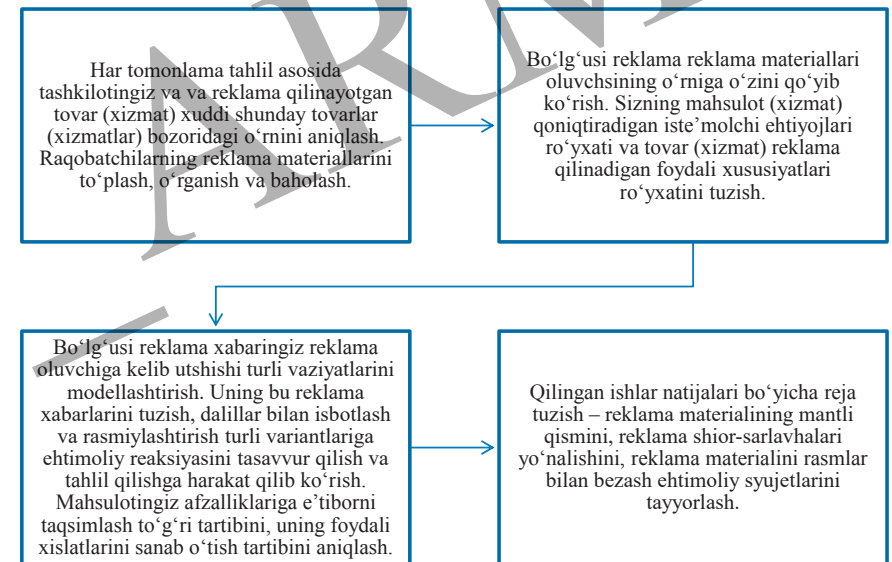 Har tomonlama tahlil asosida
tashkilotingiz va va reklama qilinayotgan
tovar (xizmat) xuddi shunday tovarlar
(xizmatlar) bozoridagi o‘rnini aniqlash.
Raqobatchilarning reklama materiallarini
to‘plash, o‘rganish va baholash.
Bo‘lg‘usi reklama reklama materiallari
oluvchsining o‘rniga o‘zini qo‘yib
ko‘rish. Sizning mahsulot (xizmat)
qoniqtiradigan iste’molchi ehtiyojlari
ro‘yxati va tovar (xizmat) reklama
qilinadigan foydali xususiyatlari
ro‘yxatini tuzish.
Bo‘lg‘usi reklama xabaringiz reklama
oluvchiga kelib utshishi turli vaziyatlarini
modellashtirish. Uning bu reklama
xabarlarini tuzish, dalillar bilan isbotlash
va rasmiylashtirish turli variantlariga
ehtimoliy reaksiyasini tasavvur qilish va
tahlil qilishga harakat qilib ko‘rish.
Mahsulotingiz afzalliklariga e’tiborni
taqsimlash to‘g‘ri tartibini, uning foydali
xislatlarini sanab o‘tish tartibini aniqlash.
Qilingan ishlar natijalari bo‘yicha reja
tuzish – reklama materialining mantli
qismini, reklama shior-sarlavhalari
yo‘nalishini, reklama materialini rasmlar
bilan bezash ehtimoliy syujetlarini
tayyorlash.